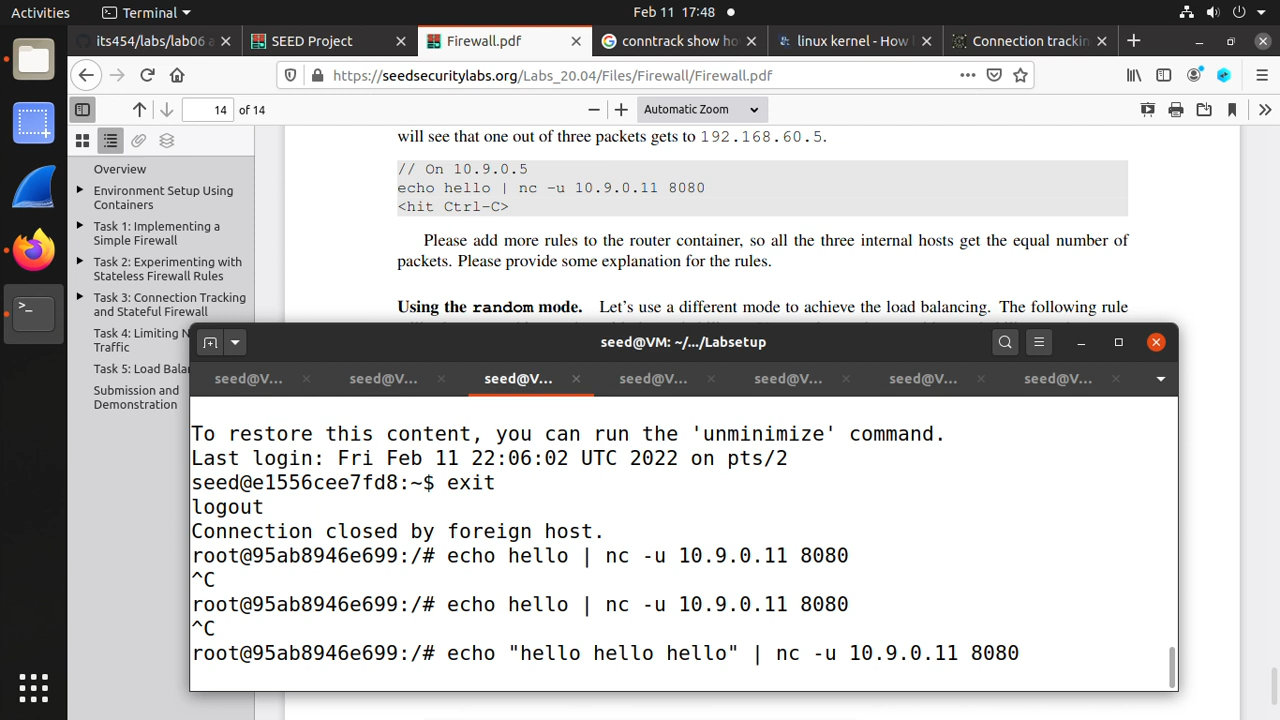 Activities
Terminal
Feb 11 17:48
its454/labs/lab06 a
SEED Project
Firewall.pdf
conntrack show ho
linux kernel - How l
Connection trackin
https://seedsecuritylabs.org/Labs_20.04/Files/Firewall/Firewall.pdf
14
of 14
Automatic Zoom
Overview
Environment Setup Using
Containers
Task 1: Implementing a
Simple Firewall
Task 2: Experimenting with
Stateless Firewall Rules
Task 3: Connection Tracking
and Stateful Firewall
Task 4: Limiting N
Traffic
Task 5: Load Bala
Submission and
Demonstration
will see that one out of three packets gets to 192.168.60.5.
// On 10.9.0.5
echo hello | nc -u 10.9.0.11 8080
<hit Ctrl-C>
Please add more rules to the router container, so all the three internal hosts get the equal number of
packets. Please provide some explanation for the rules.
Using the random mode. Let's use a different mode to achieve the load balancing. The following rule
seed@VM: ~/.../Labsetup
seed@V...
seed@V...
seed@V...
seed@V...
seed@V...
seed@V...
seed@V...
To restore this content, you can run the 'unminimize' command.
Last login: Fri Feb 11 22:06:02 UTC 2022 on pts/2
seed@e1556cee7fd8:~$ exit
logout
Connection closed by foreign host.
root@95ab8946e699:/# echo hello | nc -u 10.9.0.11 8080
^C
root@95ab8946e699:/# echo hello | nc -u 10.9.0.11 8080
^C
root@95ab8946e699:/# echo "hello hello hello" | nc -u 10.9.0.11 8080